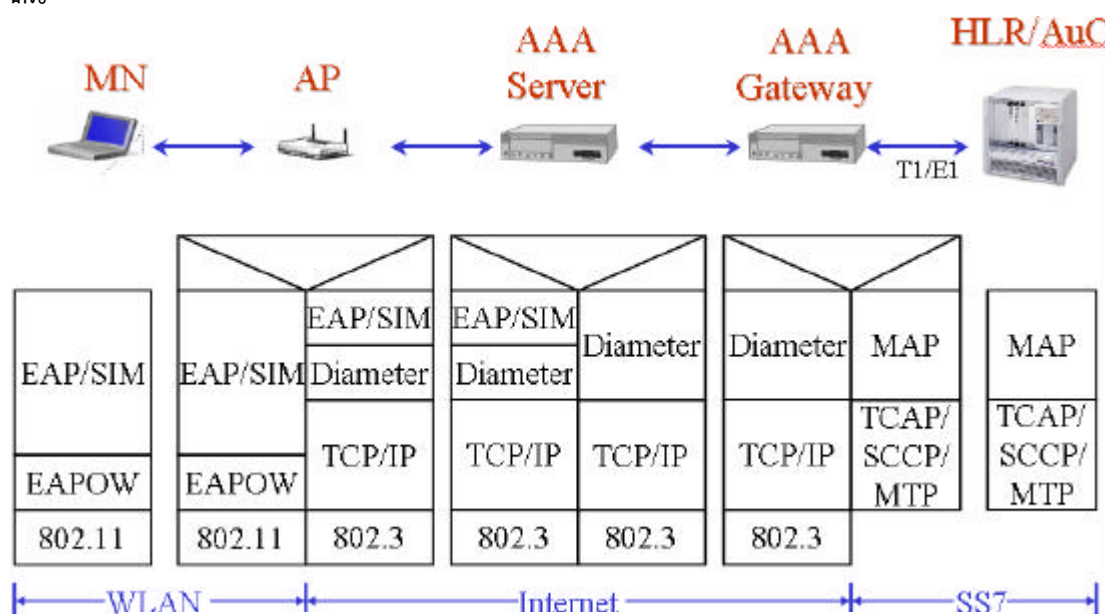 MN
AP
AAA
Server
AAA
Gateway
HLR/AuC
T1/E1
EAP/SIM
EAPOW
802.11
EAP/SIM
EAPOW
802.11
EAP/SIM
Diameter
TCP/IP
802.3
EAP/SIM
Diameter
TCP/IP
802.3
Diameter
TCP/IP
802.3
Diameter
TCP/IP
802.3
MAP
TCAP/
SCCP/
MTP
MAP
TCAP/
SCCP/
MTP
WLAN
Internet
SS7